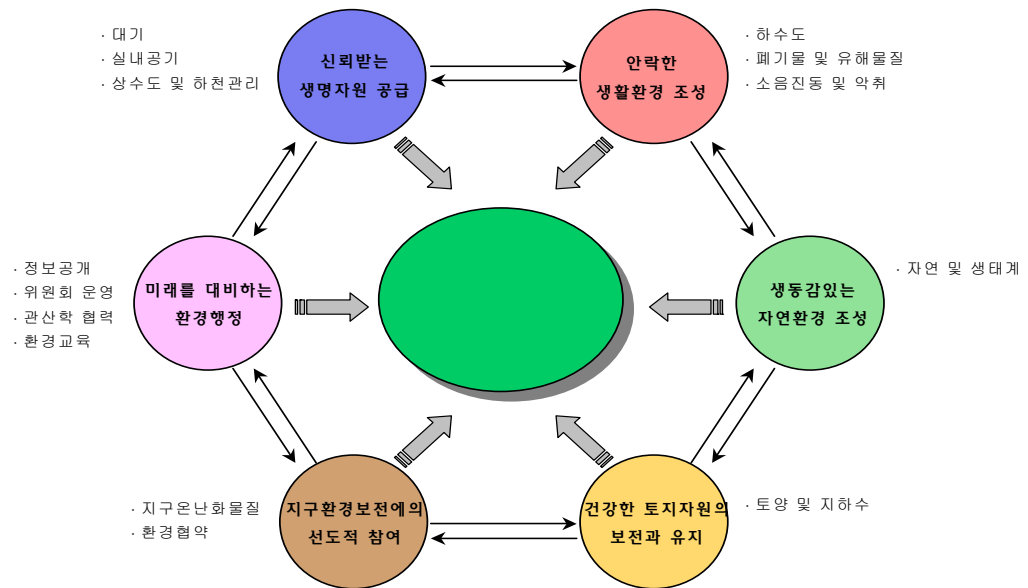 · 대기
· 실내공기
· 상수도 및 하천관리
신뢰받는
생명자원 공급
안락한
생활환경 조성
· 하수도
· 폐기물 및 유해물질
· 소음진동 및 악취
· 정보공개
· 위원회 운영
· 관산학 협력
· 환경교육
미래를 대비하는
환경행정
생동감있는
자연환경 조성
· 자연 및 생태계
· 지구온난화물질
· 환경협약
지구환경보전에의
선도적 참여
건강한 토지자원의
보전과 유지
· 토양 및 지하수